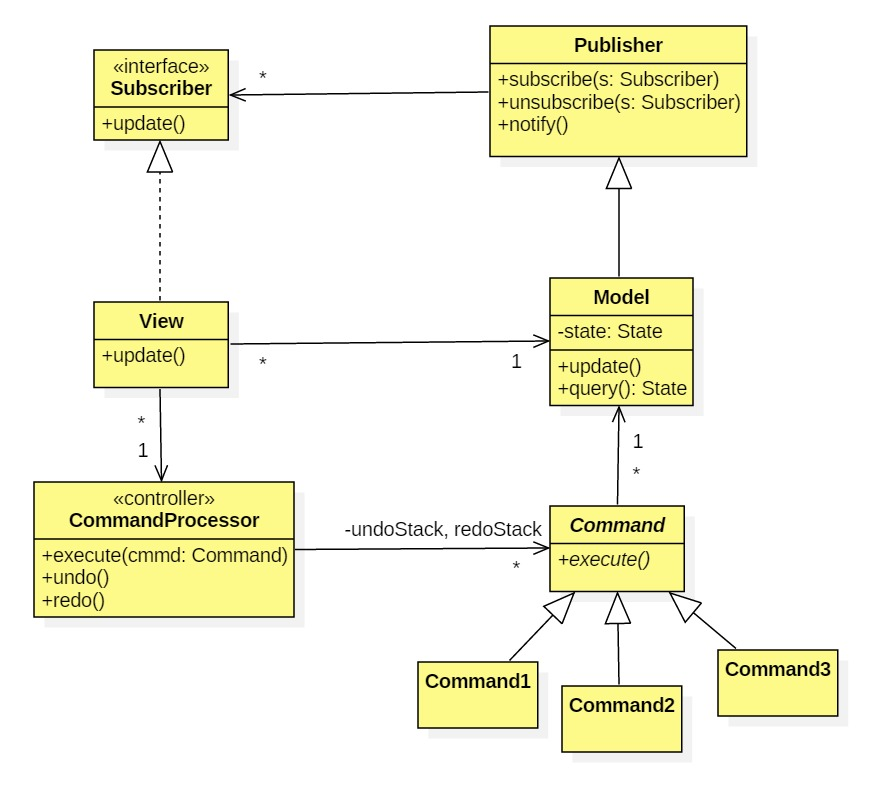 «interface»
Subscriber
+update()
*
Publisher
+subscribe(s: Subscriber)
+unsubscribe(s: Subscriber)
+notify()
View
+update()
*
1
Model
-state: State
+update()
+query(): State
*
1
1
*
«controller»
CommandProcessor
+execute(cmmd: Command)
+undo()
+redo()
-undoStack, redoStack
*
Command
+execute()
Command1
Command2
Command3